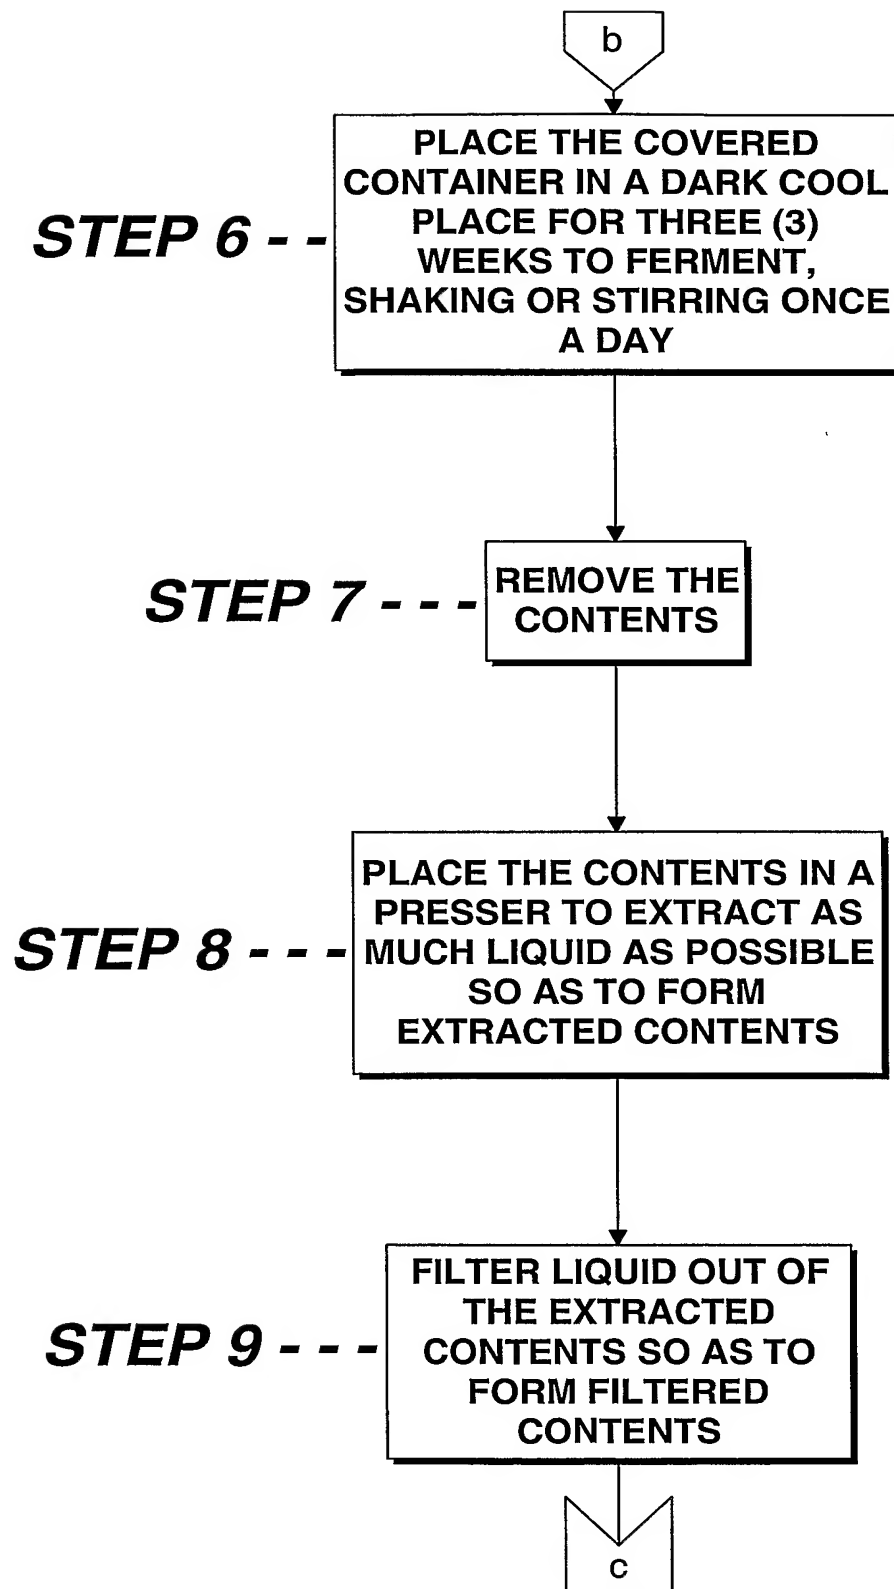 b
PLACE THE COVERED
CONTAINER IN A DARK COOL
STEP 6 - - PLACE FOR THREE (3)
WEEKS TO FERMENT,
SHAKING OR STIRRING ONCE
A DAY
STEP 7 - - - REMOVE THE
CONTENTS
PLACE THE CONTENTS IN A
PRESSER TO EXTRACT AS
STEP 8 - - - MUCH LIQUID AS POSSIBLE
SO AS TO FORM
EXTRACTED CONTENTS
FILTER LIQUID OUT OF
THE EXTRACTED
STEP 9 - - - CONTENTS SO AS TO
FORM FILTERED
CONTENTS
c